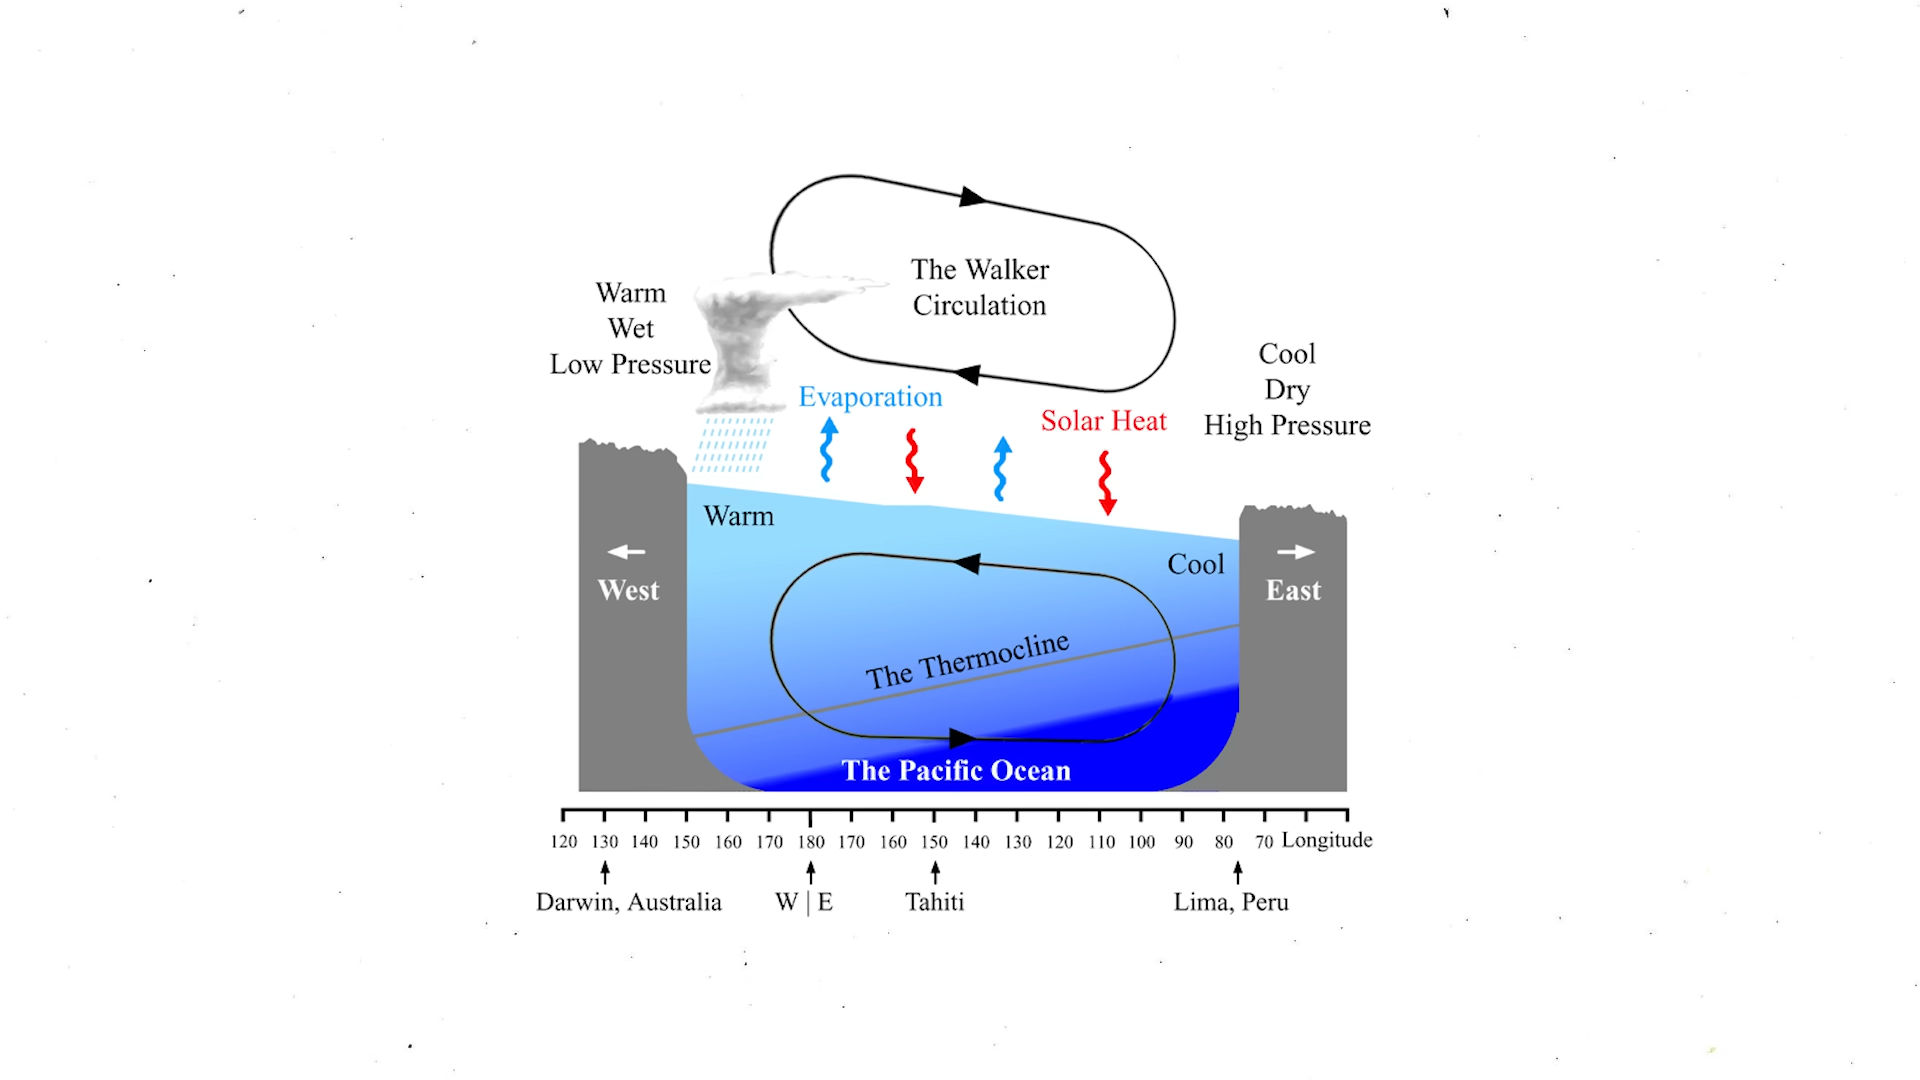 The Walker
Circulation
Warm
Wet
Low Pressure
Cool
Dry
High Pressure
Evaporation
Solar Heat
Warm
Cool
West
East
The Thermocline
The Pacific Ocean
120 130 140 150 160 170 180 170 160 150 140 130 120 110 100 90 80 70 Longitude
Darwin, Australia W | E Tahiti Lima, Peru